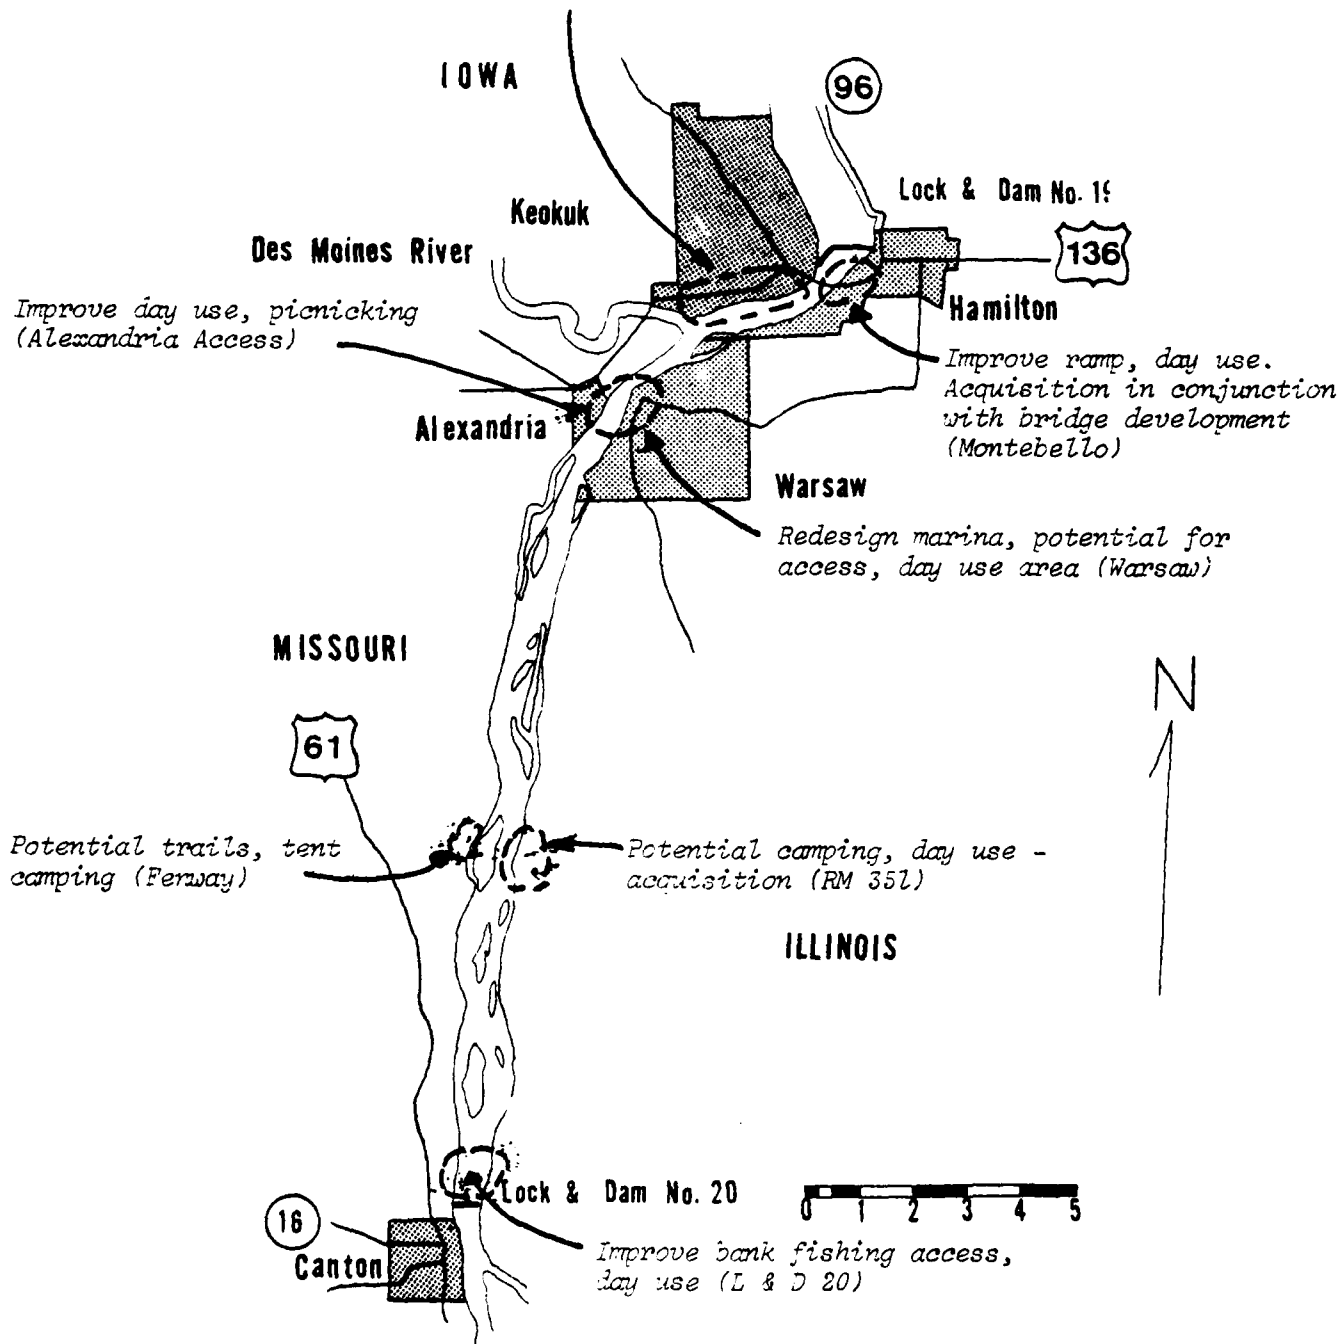 IOWA
96
Lock & Dam No. 19
Keokuk
136
Des Moines River
Improve day use, picnicking
(Alexandria Access)
Hamilton
Improve ramp, day use.
Acquisition in conjunction
with bridge development
(Montebello)
Alexandria
Warsaw
Redesign marina, potential for
access, day use area (Warsaw)
MISSOURI
N
61
Potential trails, tent
camping (Fenway)
Potential camping, day use -
acquisition (RM 351)
ILLINOIS
Lock & Dam No. 20
0 1 2 3 4 5
16
Canton
Improve bank fishing access,
day use (L & D 20)